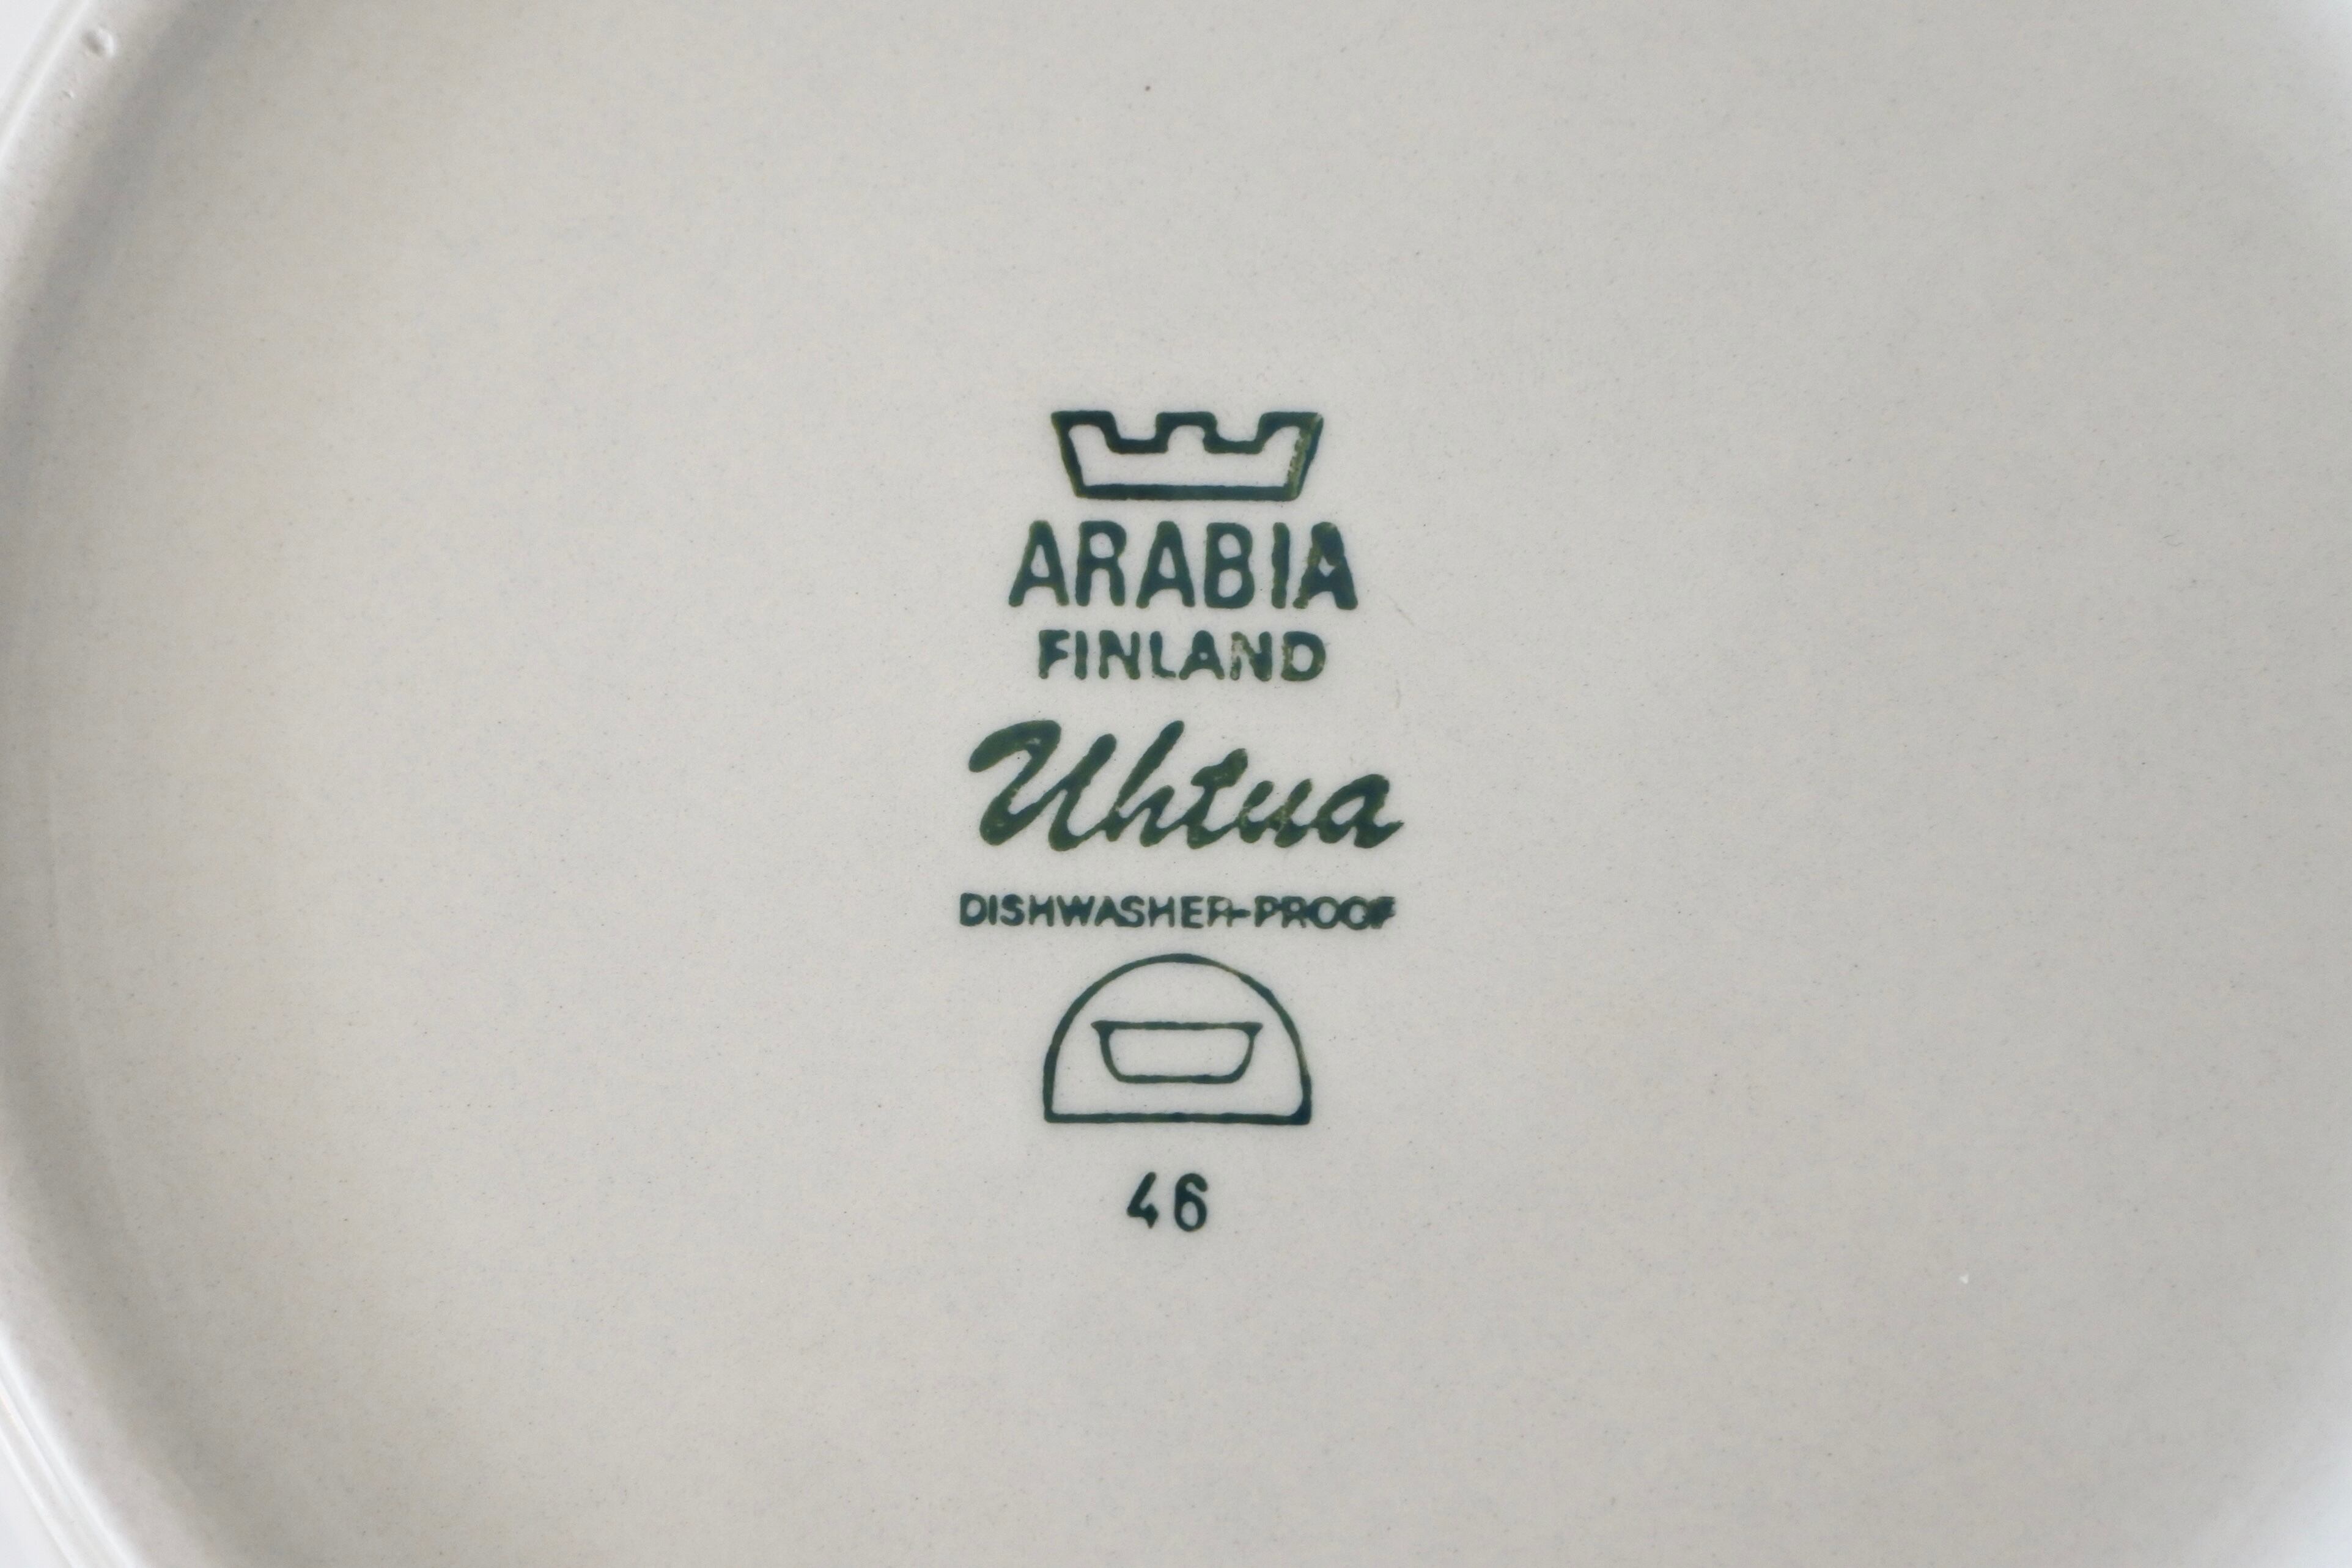 ARABIA
FINLAND
Uhtua
DISHWASHER-PROOF
46